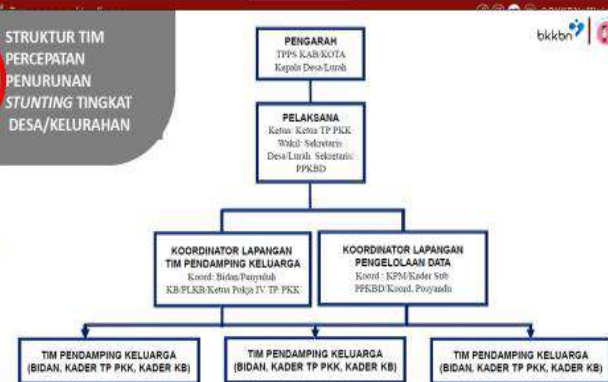 STRUKTUR TIM
PERCEPATAN
PENURUNAN
STUNTING TINGKAT
DESA/KELURAHAN
bkkbn
PENGARAH
TPPS KAB/KOTA
Kepala Desa/Lurah
PELAKSANA
Ketua: Ketua TP PKK
Wakil: Sekretaris
Desa/Lurah Sekretaris:
PPKBD
KOORDINATOR LAPANGAN
TIM PENDAMPING KELUARGA
Koord: Bidan/Penyuluh
KB/PLKB/Ketua Pokja IV TP. PKK
KOORDINATOR LAPANGAN
PENGELOLAAN DATA
Koord : KPM/Kader Sub
PPKBD/Koord. Posyandu
TIM PENDAMPING KELUARGA
(BIDAN, KADER TP PKK, KADER KB)
TIM PENDAMPING KELUARGA
(BIDAN, KADER TP PKK, KADER KB)
TIM PENDAMPING KELUARGA
(BIDAN, KADER TP PKK, KADER KB)